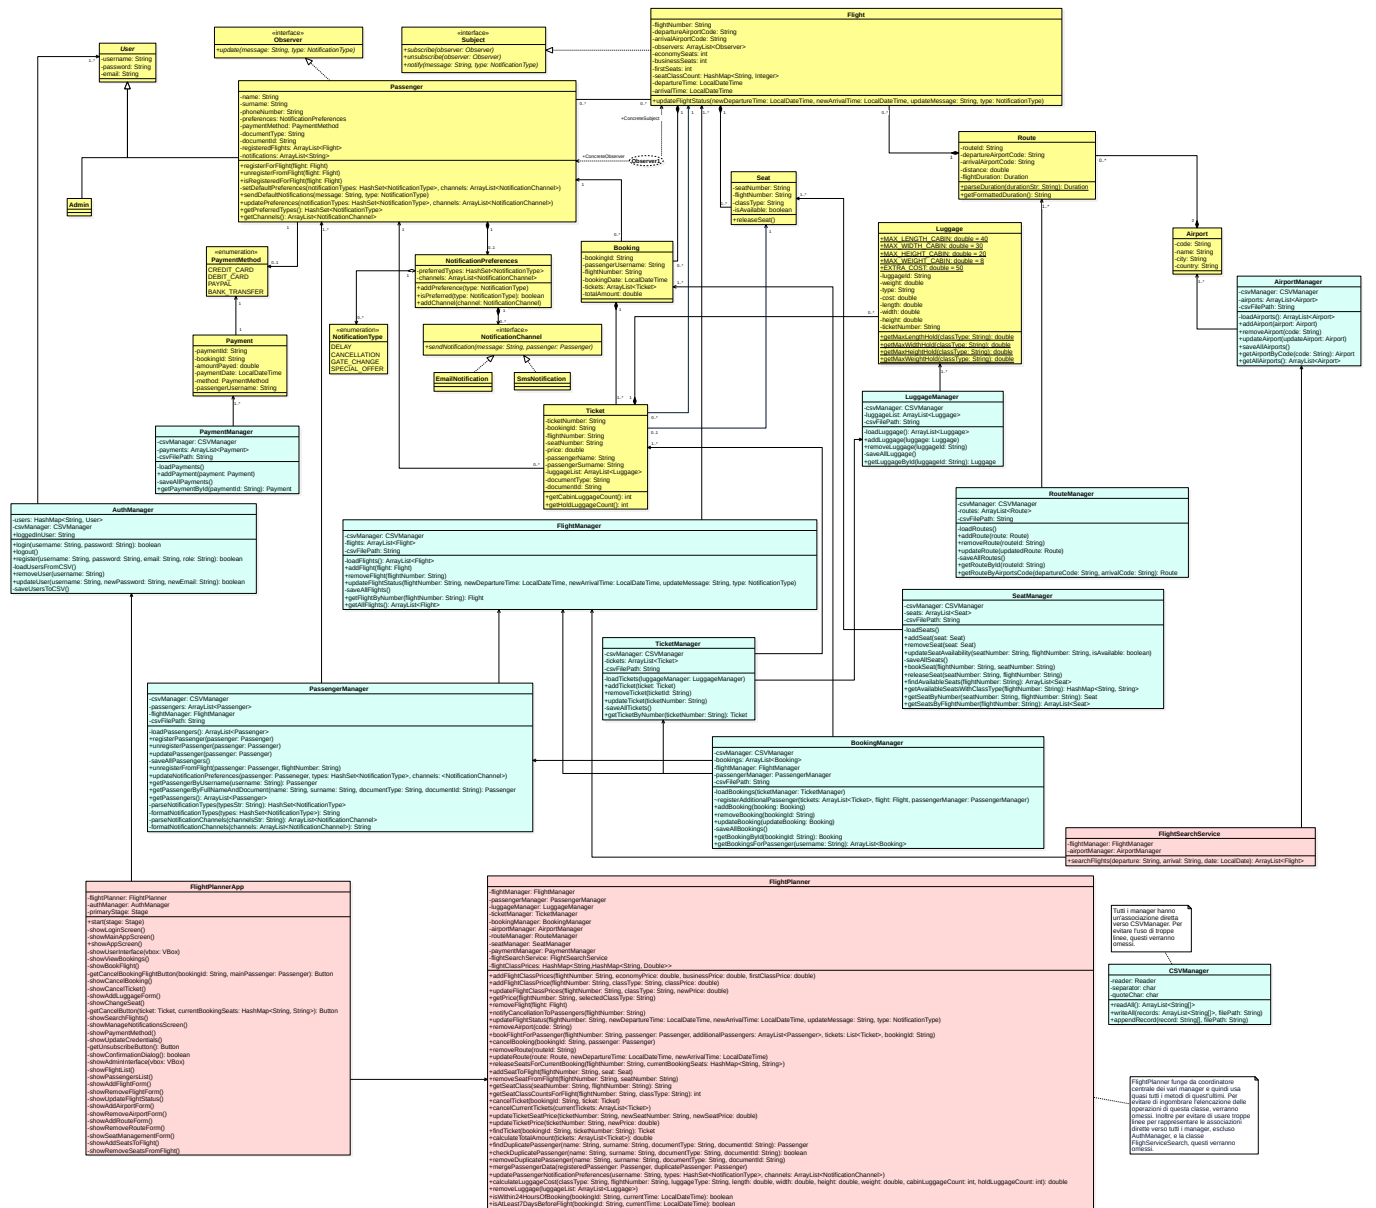 Flight
-flightNumber: String
-departureAirportCode: String
-arrivalAirportCode: String
-observers: ArrayList<Observer>
-economySeats: int
-businessSeats: int
-firstSeats: int
-seatClassCount: HashMap<String, Integer>
-departureTime: LocalDateTime
-arrivalTime: LocalDateTime
+updateFlightStatus(newDepartureTime: LocalDateTime, newArrivalTime: LocalDateTime, updateMessage: String, type: NotificationType)
«interface»
Observer
+update(message: String, type: NotificationType)
«interface»
Subject
+subscribe(observer: Observer)
+unsubscribe(observer: Observer)
+notify(message: String, type: NotificationType)
User
-username: String
-password: String
-email: String
Admin
Passenger
-name: String
-surname: String
-phoneNumber: String
-preferences: NotificationPreferences
-paymentMethod: PaymentMethod
-documentType: String
-documentId: String
-registeredFlights: ArrayList<Flight>
-notifications: ArrayList<String>
+registerForFlight(flight: Flight)
+unregisterFromFlight(flight: Flight)
+isRegisteredForFlight(flight: Flight)
-setDefaultPreferences(notificationTypes: HashSet<NotificationType>, channels: ArrayList<NotificationChannel>)
+sendDefaultNotifications(message: String, type: NotificationType)
+updatePreferences(notificationTypes: HashSet<NotificationType>, channels: ArrayList<NotificationChannel>)
+getPreferredTypes(): HashSet<NotificationType>
+getChannels(): ArrayList<NotificationChannel>
+ConcreteSubject
+ConcreteObserver
Route
-routeId: String
-departureAirportCode: String
-arrivalAirportCode: String
-distance: double
-flightDuration: Duration
+parseDuration(durationStr: String): Duration
+getFormattedDuration(): String
Seat
-seatNumber: String
-flightNumber: String
-classType: String
-isAvailable: boolean
+releaseSeat()
Airport
-code: String
-name: String
-city: String
-country: String
Luggage
+MAX_LENGTH_CABIN: double = 40
+MAX_WIDTH_CABIN: double = 30
+MAX_HEIGHT_CABIN: double = 20
+MAX_WEIGHT_CABIN: double = 8
+EXTRA_COST: double = 50
-luggageId: String
-weight: double
-type: String
-cost: double
-length: double
-width: double
-height: double
-ticketNumber: String
+getMaxLengthHold(classType: String): double
+getMaxWidthHold(classType: String): double
+getMaxHeightHold(classType: String): double
+getMaxWeightHold(classType: String): double
Booking
-bookingId: String
-passengerUsername: String
-flightNumber: String
-bookingDate: LocalDateTime
-tickets: ArrayList<Ticket>
-totalAmount: double
«enumeration»
PaymentMethod
CREDIT_CARD
DEBIT_CARD
PAYPAL
BANK_TRANSFER
NotificationPreferences
-preferredTypes: HashSet<NotificationType>
-channels: ArrayList<NotificationChannel>
+addPreference(type: NotificationType)
+isPreferred(type: NotificationType): boolean
+addChannel(channel: NotificationChannel)
«enumeration»
NotificationType
DELAY
CANCELLATION
GATE_CHANGE
SPECIAL_OFFER
«interface»
NotificationChannel
+sendNotification(message: String, passenger: Passenger)
EmailNotification
SmsNotification
Payment
-paymentId: String
-bookingId: String
-amountPayed: double
-paymentDate: LocalDateTime
-method: PaymentMethod
-passengerUsername: String
AirportManager
-csvManager: CSVManager
-airports: ArrayList<Airport>
-csvFilePath: String
-loadAirports(): ArrayList<Airport>
+addAirport(airport: Airport)
+removeAirport(code: String)
+updateAirport(updateAirport: Airport)
-saveAllAirports()
+getAirportByCode(code: String): Airport
+getAllAirports(): ArrayList<Airport>
LuggageManager
-csvManager: CSVManager
-luggageList: ArrayList<Luggage>
-csvFilePath: String
-loadLuggage(): ArrayList<Luggage>
+addLuggage(luggage: Luggage)
+removeLuggage(luggageId: String)
-saveAllLuggage()
+getLuggageById(luggageId: String): Luggage
Ticket
-ticketNumber: String
-bookingId: String
-flightNumber: String
-seatNumber: String
-price: double
-passengerName: String
-passengerSurname: String
-luggageList: ArrayList<Luggage>
-documentType: String
-documentId: String
+getCabinLuggageCount(): int
+getHoldLuggageCount(): int
PaymentManager
-csvManager: CSVManager
-payments: ArrayList<Payment>
-csvFilePath: String
-loadPayments()
+addPayment(payment: Payment)
-saveAllPayments()
+getPaymentById(paymentId: String): Payment
AuthManager
-users: HashMap<String, User>
-csvManager: CSVManager
+loggedInUser: String
+login(username: String, password: String): boolean
+logout()
+register(username: String, password: String, email: String, role: String): boolean
-loadUsersFromCSV()
+removeUser(username: String)
+updateUser(username: String, newPassword: String, newEmail: String): boolean
-saveUsersToCSV()
FlightManager
-csvManager: CSVManager
-flights: ArrayList<Flight>
-csvFilePath: String
-loadFlights(): ArrayList<Flight>
+addFlight(flight: Flight)
+removeFlight(flightNumber: String)
+updateFlightStatus(flightNumber: String, newDepartureTime: LocalDateTime, newArrivalTime: LocalDateTime, updateMessage: String, type: NotificationType)
-saveAllFlights()
+getFlightByNumber(flightNumber: String): Flight
+getAllFlights(): ArrayList<Flight>
RouteManager
-csvManager: CSVManager
-routes: ArrayList<Route>
-csvFilePath: String
-loadRoutes()
+addRoute(route: Route)
+removeRoute(routeId: String)
+updateRoute(updatedRoute: Route)
-saveAllRoutes()
+getRouteById(routeId: String)
+getRouteByAirportsCode(departureCode: String, arrivalCode: String): Route
SeatManager
-csvManager: CSVManager
-seats: ArrayList<Seat>
-csvFilePath: String
-loadSeats()
+addSeat(seat: Seat)
+removeSeat(seat: Seat)
+updateSeatAvailability(seatNumber: String, flightNumber: String, isAvailable: boolean)
-saveAllSeats()
+bookSeat(flightNumber: String, seatNumber: String)
+releaseSeat(seatNumber: String, flightNumber: String)
+findAvailableSeats(flightNumber: String): ArrayList<Seat>
+getAvailableSeatsWithClassType(flightNumber: String): HashMap<String, String>
+getSeatByNumber(seatNumber: String, flightNumber: String): Seat
+getSeatsByFlightNumber(flightNumber: String): ArrayList<Seat>
TicketManager
-csvManager: CSVManager
-tickets: ArrayList<Ticket>
-csvFilePath: String
-loadTickets(luggageManager: LuggageManager)
+addTicket(ticket: Ticket)
+removeTicket(ticketId: String)
+updateTicket(ticketNumber: String)
-saveAllTickets()
+getTicketByNumber(ticketNumber: String): Ticket
PassengerManager
-csvManager: CSVManager
-passengers: ArrayList<Passenger>
-flightManager: FlightManager
-csvFilePath: String
-loadPassengers(): ArrayList<Passenger>
+registerPassenger(passenger: Passenger)
+unregisterPassenger(passenger: Passenger)
+updatePassenger(passenger: Passenger)
-saveAllPassengers()
+unregisterFromFlight(passenger: Passenger, flightNumber: String)
+updateNotificationPreferences(passenger: Passeneger, types: HashSet<NotificationType>, channels: <NotificationChannel>)
+getPassengerByUsername(username: String): Passenger
+getPassengerByFullNameAndDocument(name: String, surname: String, documentType: String, documentId: String): Passenger
+getPassengers(): ArrayList<Passenger>
-parseNotificationTypes(typesStr: String): HashSet<NotificationType>
-formatNotificationTypes(types: HashSet<NotificationType>): String
-parseNotificationChannels(channelsStr: String): ArrayList<NotificationChannel>
-formatNotificationChannels(channels: ArrayList<NotificationChannel>): String
BookingManager
-csvManager: CSVManager
-bookings: ArrayList<Booking>
-flightManager: FlightManager
-passengerManager: PassengerManager
-csvFilePath: String
-loadBookings(ticketManager: TicketManager)
~registerAdditionalPassenger(tickets: ArrayList<Ticket>, flight: Flight, passengerManager: PassengerManager)
+addBooking(booking: Booking)
+removeBooking(bookingId: String)
+updateBooking(updateBooking: Booking)
-saveAllBookings()
+getBookingById(bookingId: String): Booking
+getBookingsForPassenger(username: String): ArrayList<Booking>
FlightSearchService
-flightManager: FlightManager
-airportManager: AirportManager
+searchFlights(departure: String, arrival: String, date: LocalDate): ArrayList<Flight>
FlightPlannerApp
-flightPlanner: FlightPlanner
-authManager: AuthManager
-primaryStage: Stage
+start(stage: Stage)
-showLoginScreen()
-showMainAppScreen()
+showAppScreen()
-showUserInterface(vbox: VBox)
-showViewBookings()
-showBookFlight()
-getCancelBookingFlightButton(bookingId: String, mainPassenger: Passenger): Button
-showCancelBooking()
-showCancelTicket()
-showAddLuggageForm()
-showChangeSeat()
-getCancelButton(ticket: Ticket, currentBookingSeats: HashMap<String, String>): Button
-showSearchFlights()
-showManageNotificationsScreen()
-showPaymentMethod()
-showUpdateCredentials()
-getUnsubscribeButton(): Button
-showConfirmationDialog(): boolean
-showAdminInterface(vbox: VBox)
-showFlightList()
-showPassengersList()
-showAddFlightForm()
-showRemoveFlightForm()
-showUpdateFlightStatus()
-showAddAirportForm()
-showRemoveAirportForm()
-showAddRouteForm()
-showRemoveRouteForm()
-showSeatManagementForm()
-showAddSeatsToFlight()
-showRemoveSeatsFromFlight()
FlightPlanner
-flightManager: FlightManager
-passengerManager: PassengerManager
-luggageManager: LuggageManager
-ticketManager: TicketManager
-bookingManager: BookingManager
-airportManager: AirportManager
-routeManager: RouteManager
-seatManager: SeatManager
-paymentManager: PaymentManager
-flightSearchService: FlightSearchService
-flightClassPrices: HashMap<String,HashMap<String, Double>>
+addFlightClassPrices(flightNumber: String, economyPrice: double, businessPrice: double, firstClassPrice: double)
+addFlightClassPrice(flightNumber: String, classType: String, classPrice: double)
+updateFlightClassPrices(flightNumber: String, classType: String, newPrice: double)
+getPrice(flightNumber: String, selectedClassType: String)
+removeFlight(flight: Flight)
+notifyCancellationToPassengers(flightNumber: String)
+updateFlightStatus(flightNumber: String, newDepartureTime: LocalDateTime, newArrivalTime: LocalDateTime, updateMessage: String, type: NotificationType)
+removeAirport(code: String)
+bookFlightForPassenger(flightNumber: String, passenger: Passenger, additionalPassengers: ArrayList<Passenger>, tickets: List<Ticket>, bookingId: String)
+cancelBooking(bookingId: String, passenger: Passenger)
+removeRoute(routeId: String)
+updateRoute(route: Route, newDepartureTime: LocalDateTime, newArrivalTime: LocalDateTime)
+releaseSeatsForCurrentBooking(flightNumber: String, currentBookingSeats: HashMap<String, String>)
+addSeatToFlight(flightNumber: String, seat: Seat)
+removeSeatFromFlight(flightNumber: String, seatNumber: String)
+getSeatClass(seatNumber: String, flightNumber: String): String
+getSeatClassCountsForFlight(flightNumber: String, classType: String): int
+cancelTicket(bookingId: String, ticket: Ticket)
+cancelCurrentTickets(currentTickets: ArrayList<Ticket>)
+updateTicketSeatPrice(ticketNumber: String, newSeatNumber: String, newSeatPrice: double)
+updateTicketPrice(ticketNumber: String, newPrice: double)
+findTicket(bookingId: String, ticketNumber: String): Ticket
+calculateTotalAmount(tickets: ArrayList<Ticket>): double
+findDuplicatePassenger(name: String, surname: String, documentType: String, documentId: String): Passenger
+checkDuplicatePassenger(name: String, surname: String, documentType: String, documentId: String): boolean
+removeDuplicatePassenger(name: String, surname: String, documentType: String, documentId: String)
+mergePassengerData(registeredPassenger: Passenger, duplicatePassenger: Passenger)
+updatePassengerNotificationPreferences(username: String, types: HashSet<NotificationType>, channels: ArrayList<NotificationChannel>)
+calculateLuggageCost(classType: String, flightNumber: String, luggageType: String, length: double, width: double, height: double, weight: double, cabinLuggageCount: int, holdLuggageCount: int): double
+removeLuggage(luggageList: ArrayList<Luggage>)
+isWithin24HoursOfBooking(bookingId: String, currentTime: LocalDateTime): boolean
+isAtLeast7DaysBeforeFlight(bookingId: String, currentTime: LocalDateTime): boolean
Tutti i manager hanno
un'associazione diretta
verso CSVManager. Per
evitare l'uso di troppe
linee, questi verranno
omessi.
CSVManager
-reader: Reader
-separator: char
-quoteChar: char
+readAll(): ArrayList<String[]>
+writeAll(records: ArrayList<String[]>, filePath: String)
+appendRecord(record: String[], filePath: String)
FlightPlanner funge da coordinatore
centrale dei vari manager e quindi usa
quasi tutti i metodi di quest'ultimi. Per
evitare di ingombrare l'elencazione delle
operazioni di questa classe, verranno
omessi. Inoltre per evitare di usare troppe
linee per rappresentare le associazioni
dirette verso tutti i manager, escluso
AuthManager, e la classe
FlighServiceSearch, questi verranno
omessi.